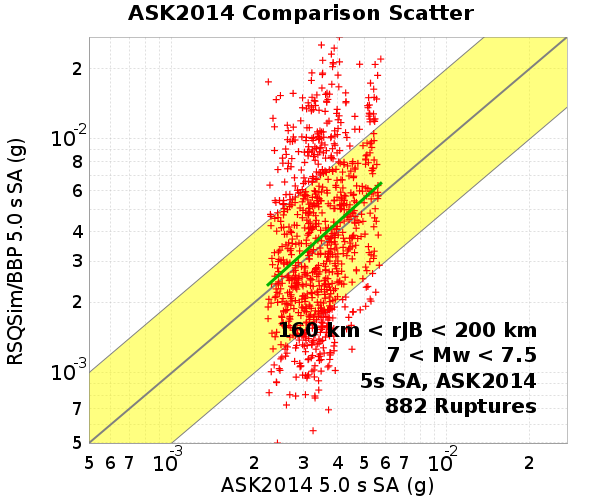 ASK2014 Comparison Scatter
RSQSim/BBP 5.0 s SA (g)
2
10-2
8
6
4
3
2
10-3
7
5
160 km < rJB < 200 km
7 < Mw < 7.5
5s SA, ASK2014
882 Ruptures
5 6 7 10-3 2 3 4 5 6 7 10-2 2
ASK2014 5.0 s SA (g)